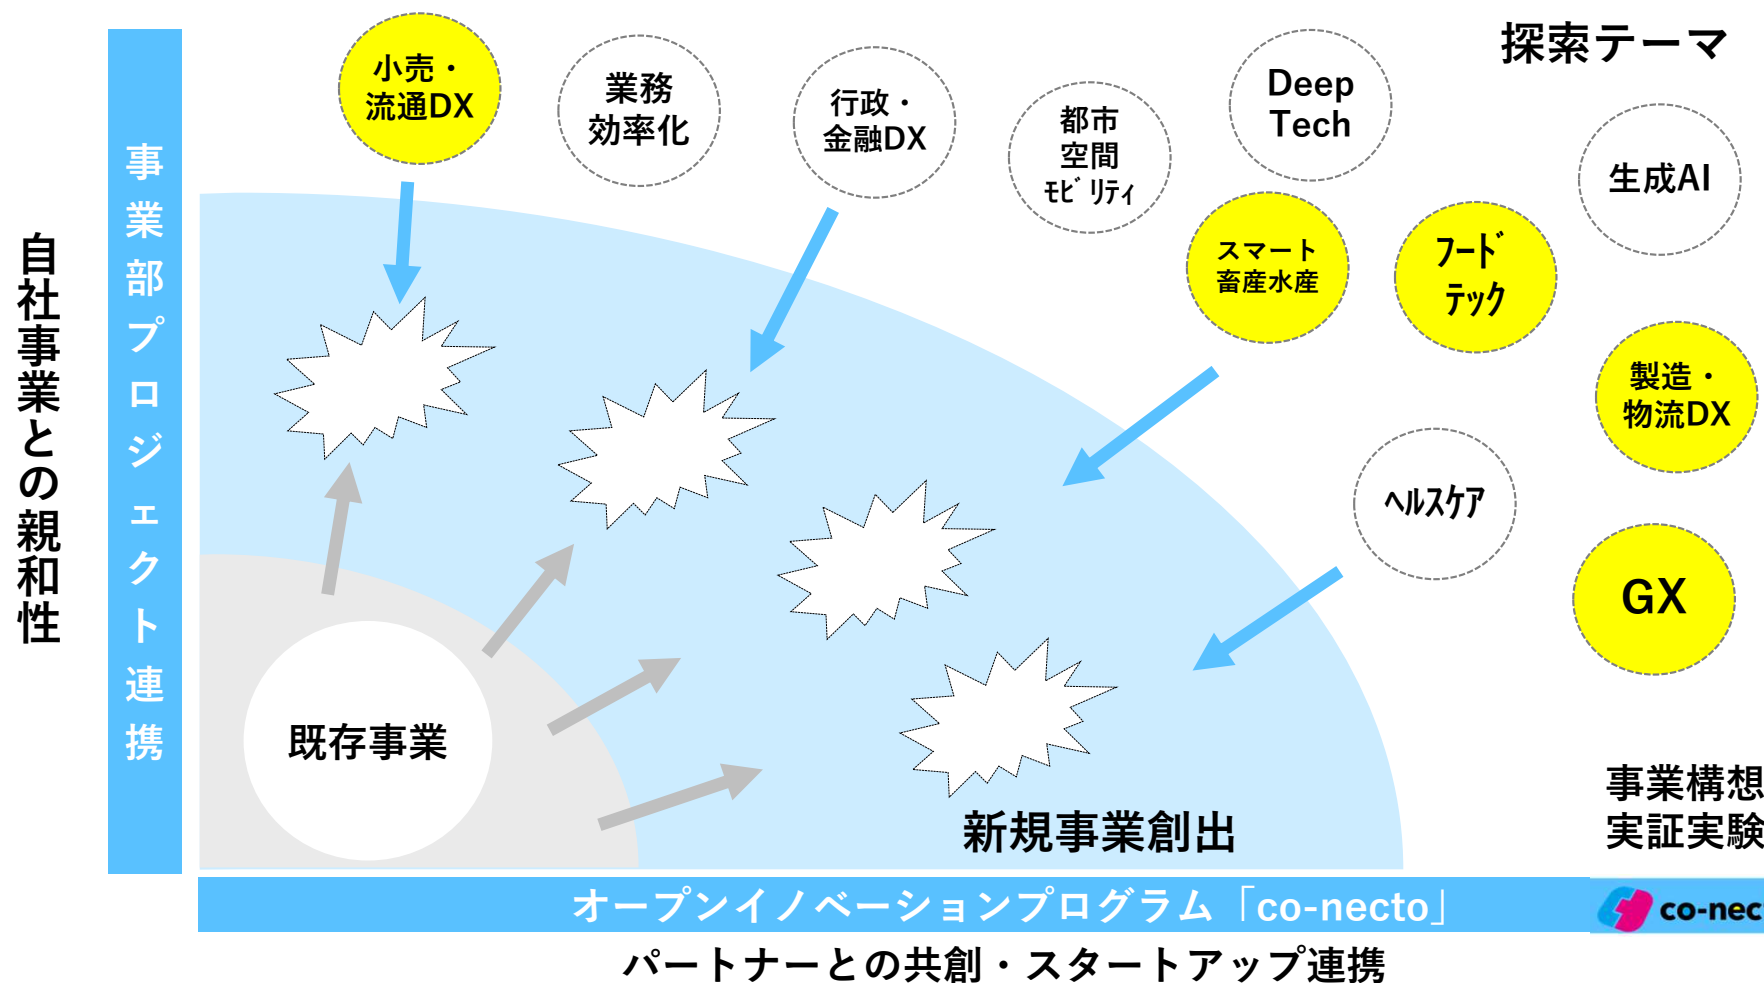 探索テーマ
小売・
流通DX
業務
効率化
行政・
金融DX
都市
空間
ﾓﾋﾞﾘﾃｨ
Deep
Tech
生成AI
スマート
畜産水産
ﾌｰﾄﾞ
ﾃｯｸ
製造・
物流DX
ﾍﾙｽｹｱ
GX
自社事業との親和性
事業部プロジェクト連携
既存事業
新規事業創出
事業構想
実証実験
オープンイノベーションプログラム「co-necto」
co-nec
パートナーとの共創・スタートアップ連携